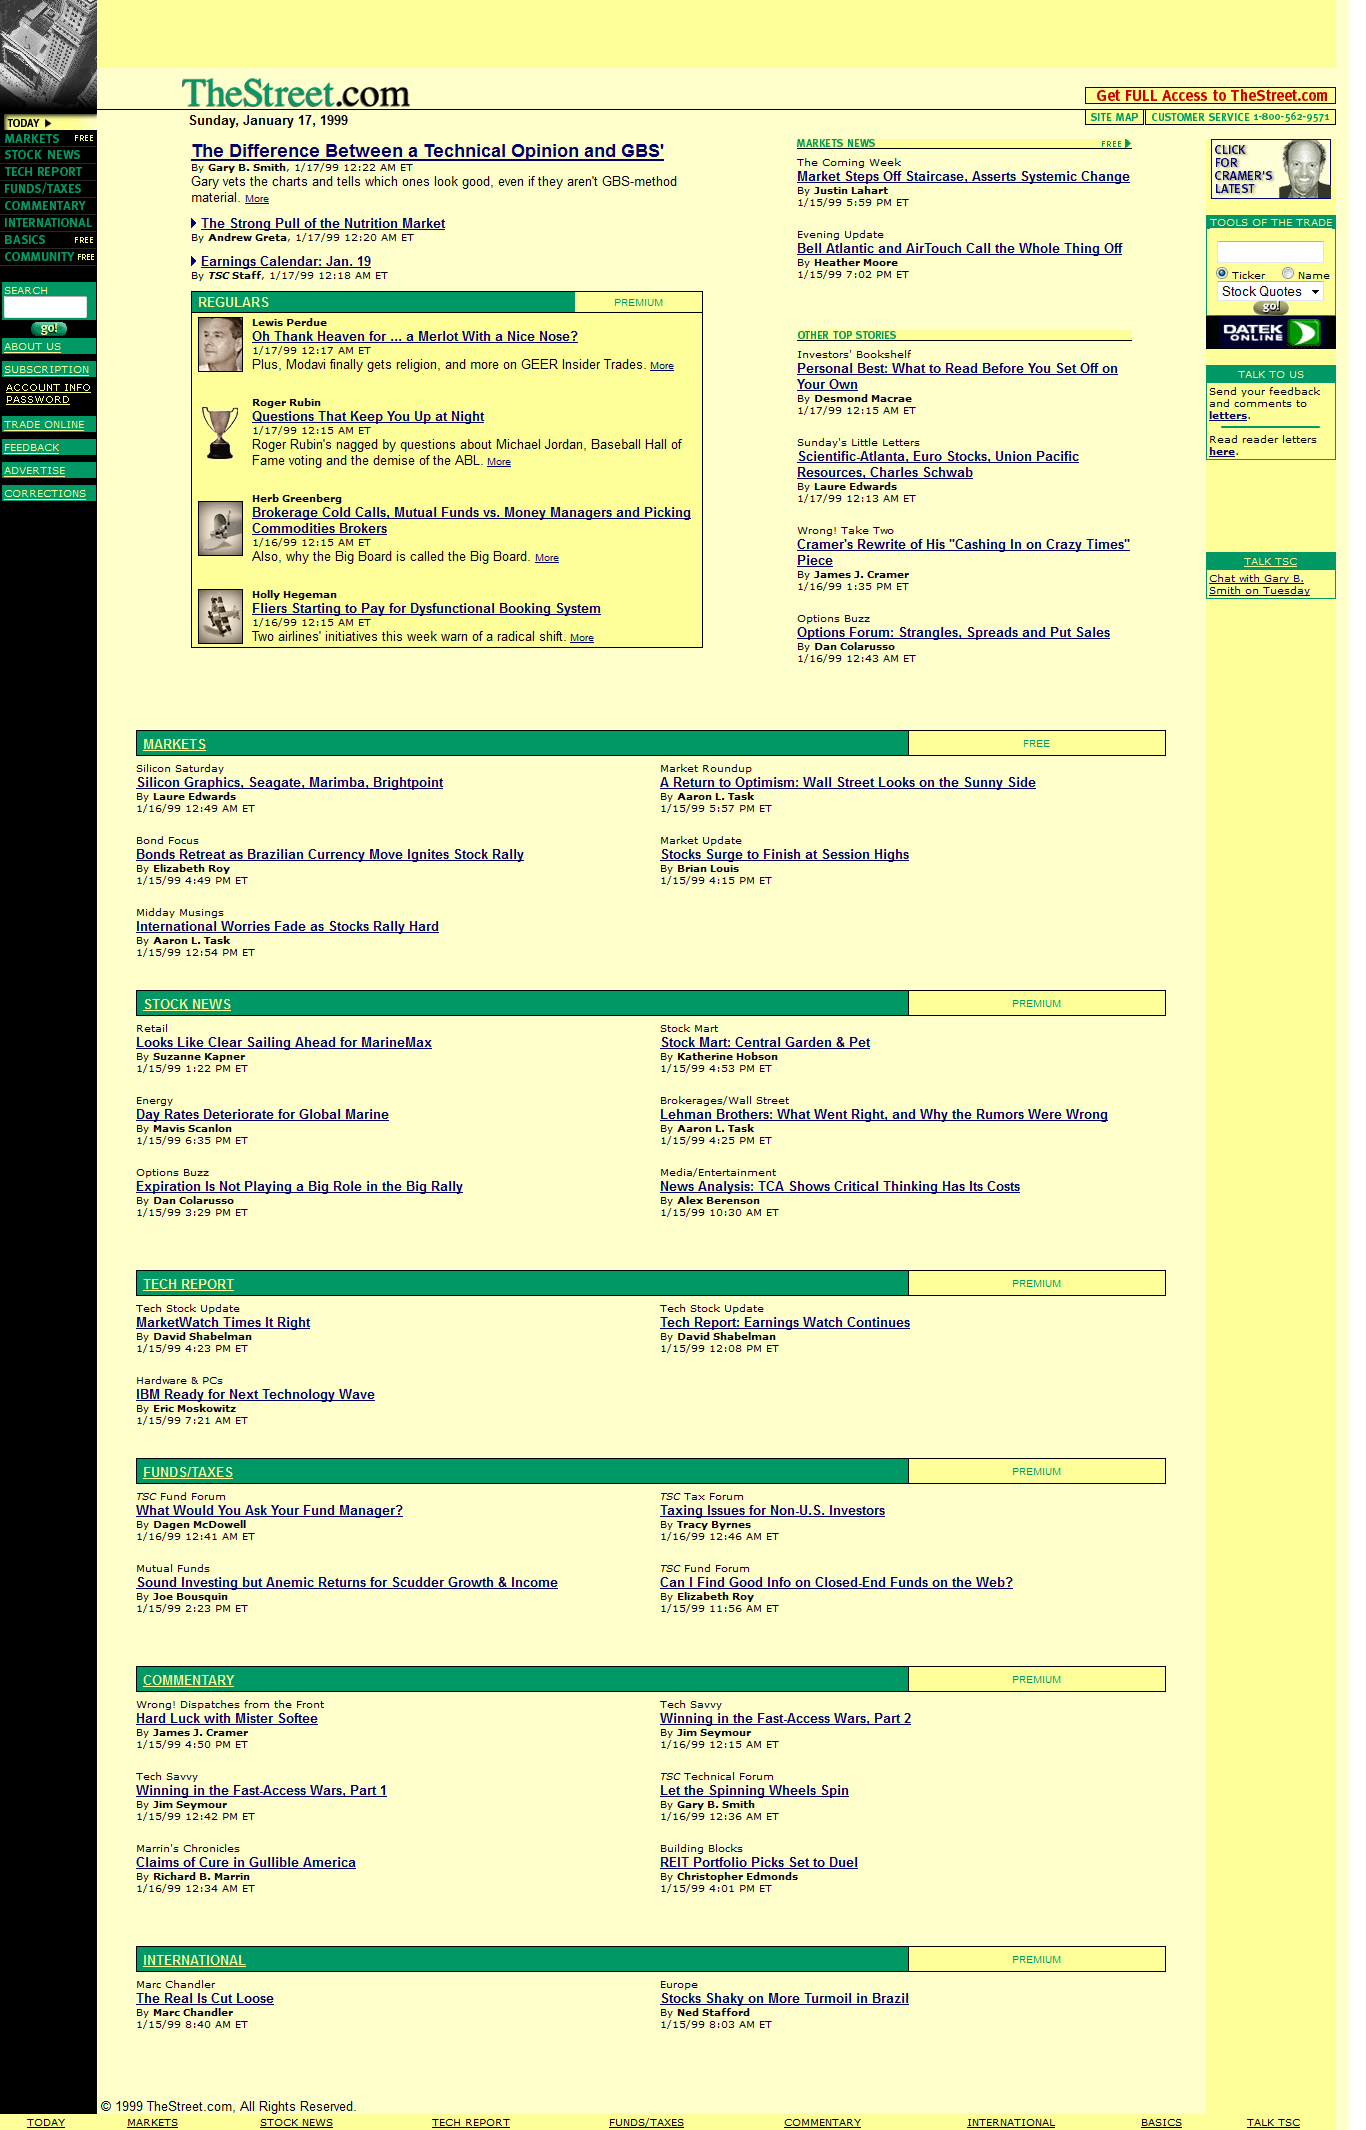 TheStreet.com
Get FULL Access to TheStreet.com
Sunday, January 17, 1999
SITE MAP
CUSTOMER SERVICE 1-800-562-9571
TODAY
MARKETS FREE
STOCK NEWS
TECH REPORT
FUNDS/TAXES
COMMENTARY
INTERNATIONAL
BASICS FREE
COMMUNITY FREE
SEARCH
go!
ABOUT US
SUBSCRIPTION
ACCOUNT INFO
PASSWORD
TRADE ONLINE
FEEDBACK
ADVERTISE
CORRECTIONS
The Difference Between a Technical Opinion and GBS'
By Gary B. Smith, 1/17/99 12:22 AM ET
Gary vets the charts and tells which ones look good, even if they aren't GBS-method
material. More
The Strong Pull of the Nutrition Market
By Andrew Greta, 1/17/99 12:20 AM ET
Earnings Calendar: Jan. 19
By TSC Staff, 1/17/99 12:18 AM ET
REGULARS
PREMIUM
Lewis Perdue
Oh Thank Heaven for ... a Merlot With a Nice Nose?
1/17/99 12:17 AM ET
Plus, Modavi finally gets religion, and more on GEER Insider Trades. More
Roger Rubin
Questions That Keep You Up at Night
1/17/99 12:15 AM ET
Roger Rubin's nagged by questions about Michael Jordan, Baseball Hall of
Fame voting and the demise of the ABL. More
Herb Greenberg
Brokerage Cold Calls, Mutual Funds vs. Money Managers and Picking
Commodities Brokers
1/16/99 12:15 AM ET
Also, why the Big Board is called the Big Board. More
Holly Hegeman
Fliers Starting to Pay for Dysfunctional Booking System
1/16/99 12:15 AM ET
Two airlines' initiatives this week warn of a radical shift. More
MARKETS NEWS
FREE
The Coming Week
Market Steps Off Staircase, Asserts Systemic Change
By Justin Lahart
1/15/99 5:59 PM ET
Evening Update
Bell Atlantic and AirTouch Call the Whole Thing Off
By Heather Moore
1/15/99 7:02 PM ET
OTHER TOP STORIES
Investors' Bookshelf
Personal Best: What to Read Before You Set Off on
Your Own
By Desmond Macrae
1/17/99 12:15 AM ET
Sunday's Little Letters
Scientific-Atlanta, Euro Stocks, Union Pacific
Resources, Charles Schwab
By Laure Edwards
1/17/99 12:13 AM ET
Wrong! Take Two
Cramer's Rewrite of His "Cashing In on Crazy Times"
Piece
By James J. Cramer
1/16/99 1:35 PM ET
Options Buzz
Options Forum: Strangles, Spreads and Put Sales
By Dan Colarusso
1/16/99 12:43 AM ET
CLICK
FOR
CRAMER'S
LATEST
TOOLS OF THE TRADE
Ticker Name
Stock Quotes
go!
DATEK
ONLINE
TALK TO US
Send your feedback
and comments to
letters.
Read reader letters
here.
TALK TSC
Chat with Gary B.
Smith on Tuesday
MARKETS
FREE
Silicon Saturday
Silicon Graphics, Seagate, Marimba, Brightpoint
By Laure Edwards
1/16/99 12:49 AM ET
Market Roundup
A Return to Optimism: Wall Street Looks on the Sunny Side
By Aaron L. Task
1/15/99 5:57 PM ET
Bond Focus
Bonds Retreat as Brazilian Currency Move Ignites Stock Rally
By Elizabeth Roy
1/15/99 4:49 PM ET
Market Update
Stocks Surge to Finish at Session Highs
By Brian Louis
1/15/99 4:15 PM ET
Midday Musings
International Worries Fade as Stocks Rally Hard
By Aaron L. Task
1/15/99 12:54 PM ET
STOCK NEWS
PREMIUM
Retail
Looks Like Clear Sailing Ahead for MarineMax
By Suzanne Kapner
1/15/99 1:22 PM ET
Stock Mart
Stock Mart: Central Garden & Pet
By Katherine Hobson
1/15/99 4:53 PM ET
Energy
Day Rates Deteriorate for Global Marine
By Mavis Scanlon
1/15/99 6:35 PM ET
Brokerages/Wall Street
Lehman Brothers: What Went Right, and Why the Rumors Were Wrong
By Aaron L. Task
1/15/99 4:25 PM ET
Options Buzz
Expiration Is Not Playing a Big Role in the Big Rally
By Dan Colarusso
1/15/99 3:29 PM ET
Media/Entertainment
News Analysis: TCA Shows Critical Thinking Has Its Costs
By Alex Berenson
1/15/99 10:30 AM ET
TECH REPORT
PREMIUM
Tech Stock Update
MarketWatch Times It Right
By David Shabelman
1/15/99 4:23 PM ET
Tech Stock Update
Tech Report: Earnings Watch Continues
By David Shabelman
1/15/99 12:08 PM ET
Hardware & PCs
IBM Ready for Next Technology Wave
By Eric Moskowitz
1/15/99 7:21 AM ET
FUNDS/TAXES
PREMIUM
TSC Fund Forum
What Would You Ask Your Fund Manager?
By Dagen McDowell
1/16/99 12:41 AM ET
TSC Tax Forum
Taxing Issues for Non-U.S. Investors
By Tracy Byrnes
1/16/99 12:46 AM ET
Mutual Funds
Sound Investing but Anemic Returns for Scudder Growth & Income
By Joe Bousquin
1/15/99 2:23 PM ET
TSC Fund Forum
Can I Find Good Info on Closed-End Funds on the Web?
By Elizabeth Roy
1/15/99 11:56 AM ET
COMMENTARY
PREMIUM
Wrong! Dispatches from the Front
Hard Luck with Mister Softee
By James J. Cramer
1/15/99 4:50 PM ET
Tech Savvy
Winning in the Fast-Access Wars, Part 2
By Jim Seymour
1/16/99 12:15 AM ET
Tech Savvy
Winning in the Fast-Access Wars, Part 1
By Jim Seymour
1/15/99 12:42 PM ET
TSC Technical Forum
Let the Spinning Wheels Spin
By Gary B. Smith
1/16/99 12:36 AM ET
Marrin's Chronicles
Claims of Cure in Gullible America
By Richard B. Marrin
1/16/99 12:34 AM ET
Building Blocks
REIT Portfolio Picks Set to Duel
By Christopher Edmonds
1/15/99 4:01 PM ET
INTERNATIONAL
PREMIUM
Marc Chandler
The Real Is Cut Loose
By Marc Chandler
1/15/99 8:40 AM ET
Europe
Stocks Shaky on More Turmoil in Brazil
By Ned Stafford
1/15/99 8:03 AM ET
© 1999 TheStreet.com, All Rights Reserved.
TODAY MARKETS STOCK NEWS TECH REPORT FUNDS/TAXES COMMENTARY INTERNATIONAL BASICS TALK TSC